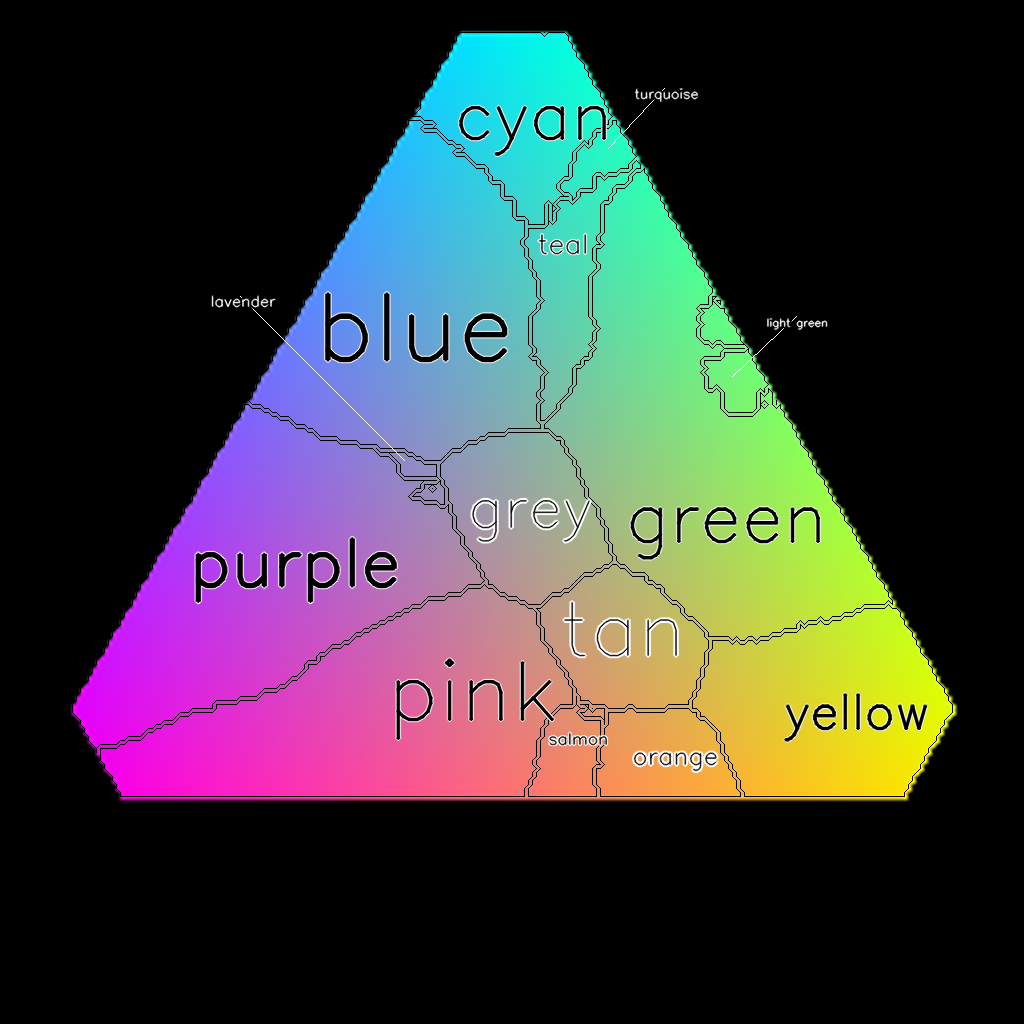 turquoise
cyan
teal
lavender
light green
blue
grey
green
purple
tan
pink
yellow
salmon
orange